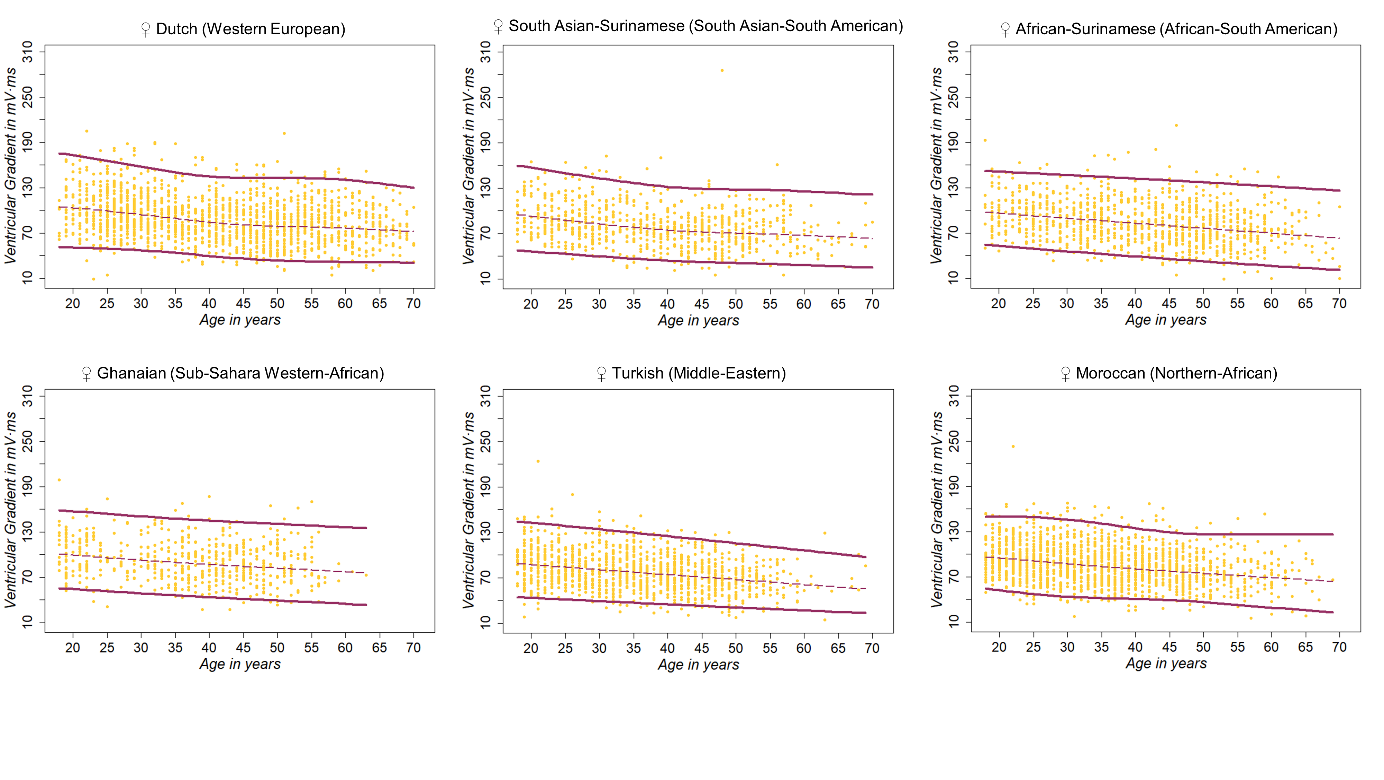 ♀ Dutch (Western European)
310
250
190
130
70
10
Ventricular Gradient in mV·ms
20 25 30 35 40 45 50 55 60 65 70
Age in years
♀ South Asian-Surinamese (South Asian-South American)
310
250
190
130
70
10
Ventricular Gradient in mV·ms
20 25 30 35 40 45 50 55 60 65 70
Age in years
♀ African-Surinamese (African-South American)
310
250
190
130
70
10
Ventricular Gradient in mV·ms
20 25 30 35 40 45 50 55 60 65 70
Age in years
♀ Ghanaian (Sub-Sahara Western-African)
310
250
190
130
70
10
Ventricular Gradient in mV·ms
20 25 30 35 40 45 50 55 60 65 70
Age in years
♀ Turkish (Middle-Eastern)
310
250
190
130
70
10
Ventricular Gradient in mV·ms
20 25 30 35 40 45 50 55 60 65 70
Age in years
♀ Moroccan (Northern-African)
310
250
190
130
70
10
Ventricular Gradient in mV·ms
20 25 30 35 40 45 50 55 60 65 70
Age in years